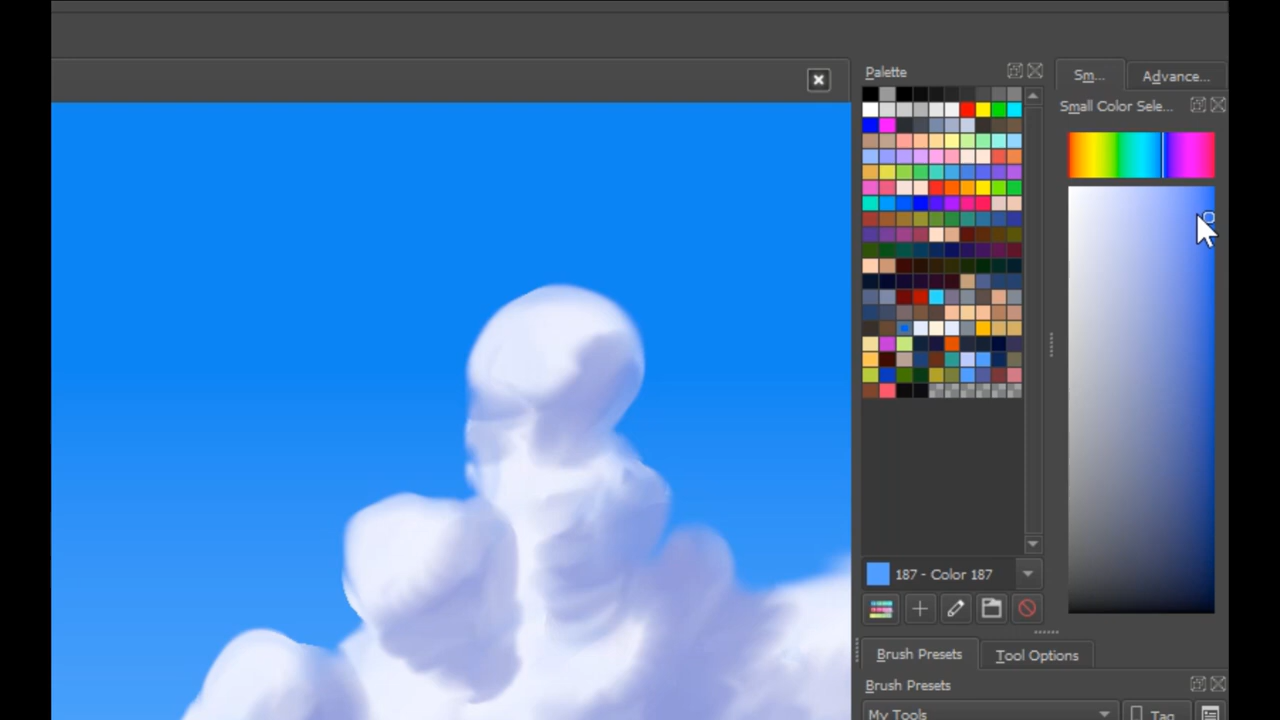 Palette
Sm...
Advance...
Small Color Sele...
187 - Color 187
Brush Presets
Tool Options
Brush Presets
My Tools
Tag